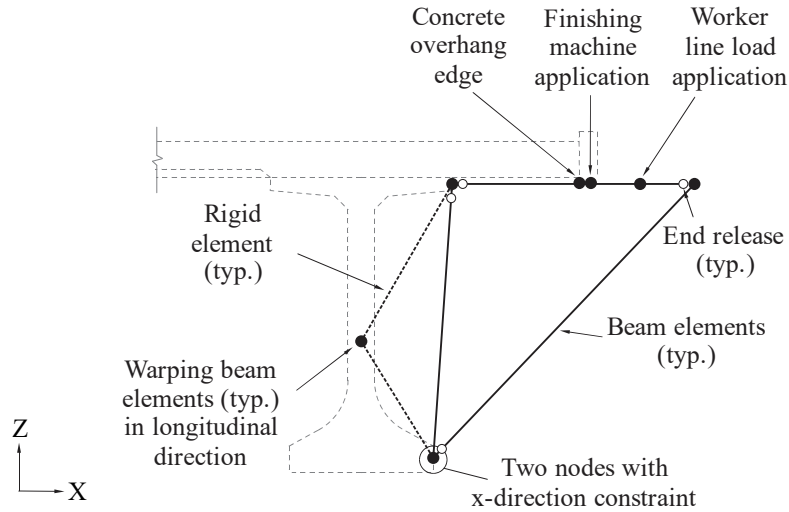 Concrete
overhang
edge
Finishing
machine
application
Worker
line load
application
Rigid
element
(typ.)
End release
(typ.)
Beam elements
(typ.)
Warping beam
elements (typ.)
in longitudinal
direction
Two nodes with
x-direction constraint
Z
X